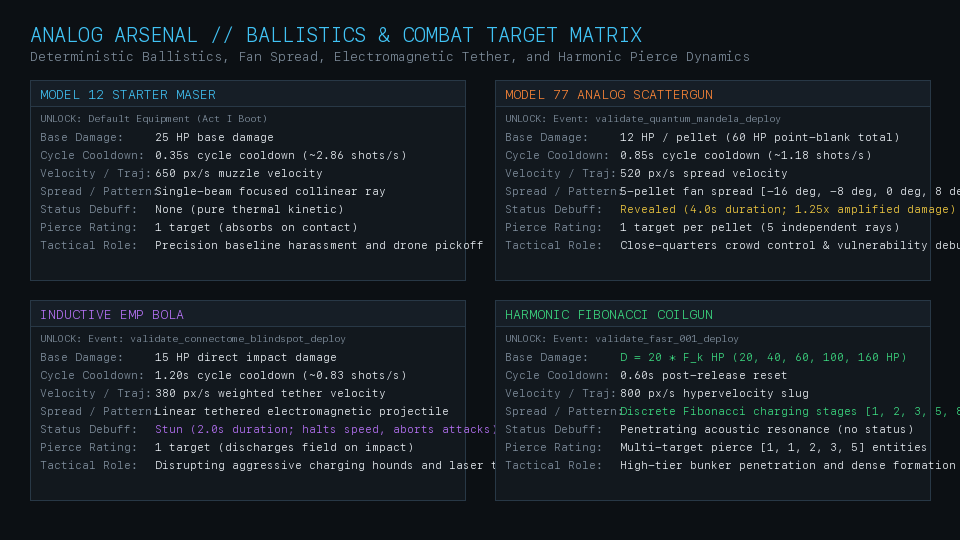 ANALOG ARSENAL // BALLISTICS & COMBAT TARGET MATRIX
Deterministic Ballistics, Fan Spread, Electromagnetic Tether, and Harmonic Pierce Dynamics
MODEL 12 STARTER MASER
UNLOCK: Default Equipment (Act I Boot)
Base Damage: 25 HP base damage
Cycle Cooldown: 0.35s cycle cooldown (~2.86 shots/s)
Velocity / Traj: 650 px/s muzzle velocity
Spread / Pattern: Single-beam focused collinear ray
Status Debuff: None (pure thermal kinetic)
Pierce Rating: 1 target (absorbs on contact)
Tactical Role: Precision baseline harassment and drone pickoff
MODEL 77 ANALOG SCATTERGUN
UNLOCK: Event: validate_quantum_mandela_deploy
Base Damage: 12 HP / pellet (60 HP point-blank total)
Cycle Cooldown: 0.85s cycle cooldown (~1.18 shots/s)
Velocity / Traj: 520 px/s spread velocity
Spread / Pattern: 5-pellet fan spread [-16 deg, -8 deg, 0 deg, 8 de
Status Debuff: Revealed (4.0s duration; 1.25x amplified damage)
Pierce Rating: 1 target per pellet (5 independent rays)
Tactical Role: Close-quarters crowd control & vulnerability debu
INDUCTIVE EMP BOLA
UNLOCK: Event: validate_connectome_blindspot_deploy
Base Damage: 15 HP direct impact damage
Cycle Cooldown: 1.20s cycle cooldown (~0.83 shots/s)
Velocity / Traj: 380 px/s weighted tether velocity
Spread / Pattern: Linear tethered electromagnetic projectile
Status Debuff: Stun (2.0s duration; halts speed, aborts attacks)
Pierce Rating: 1 target (discharges field on impact)
Tactical Role: Disrupting aggressive charging hounds and laser t
HARMONIC FIBONACCI COILGUN
UNLOCK: Event: validate_fasr_001_deploy
Base Damage: D = 20 * F_k HP (20, 40, 60, 100, 160 HP)
Cycle Cooldown: 0.60s post-release reset
Velocity / Traj: 800 px/s hypervelocity slug
Spread / Pattern: Discrete Fibonacci charging stages [1, 2, 3, 5, 8
Status Debuff: Penetrating acoustic resonance (no status)
Pierce Rating: Multi-target pierce [1, 1, 2, 3, 5] entities
Tactical Role: High-tier bunker penetration and dense formation